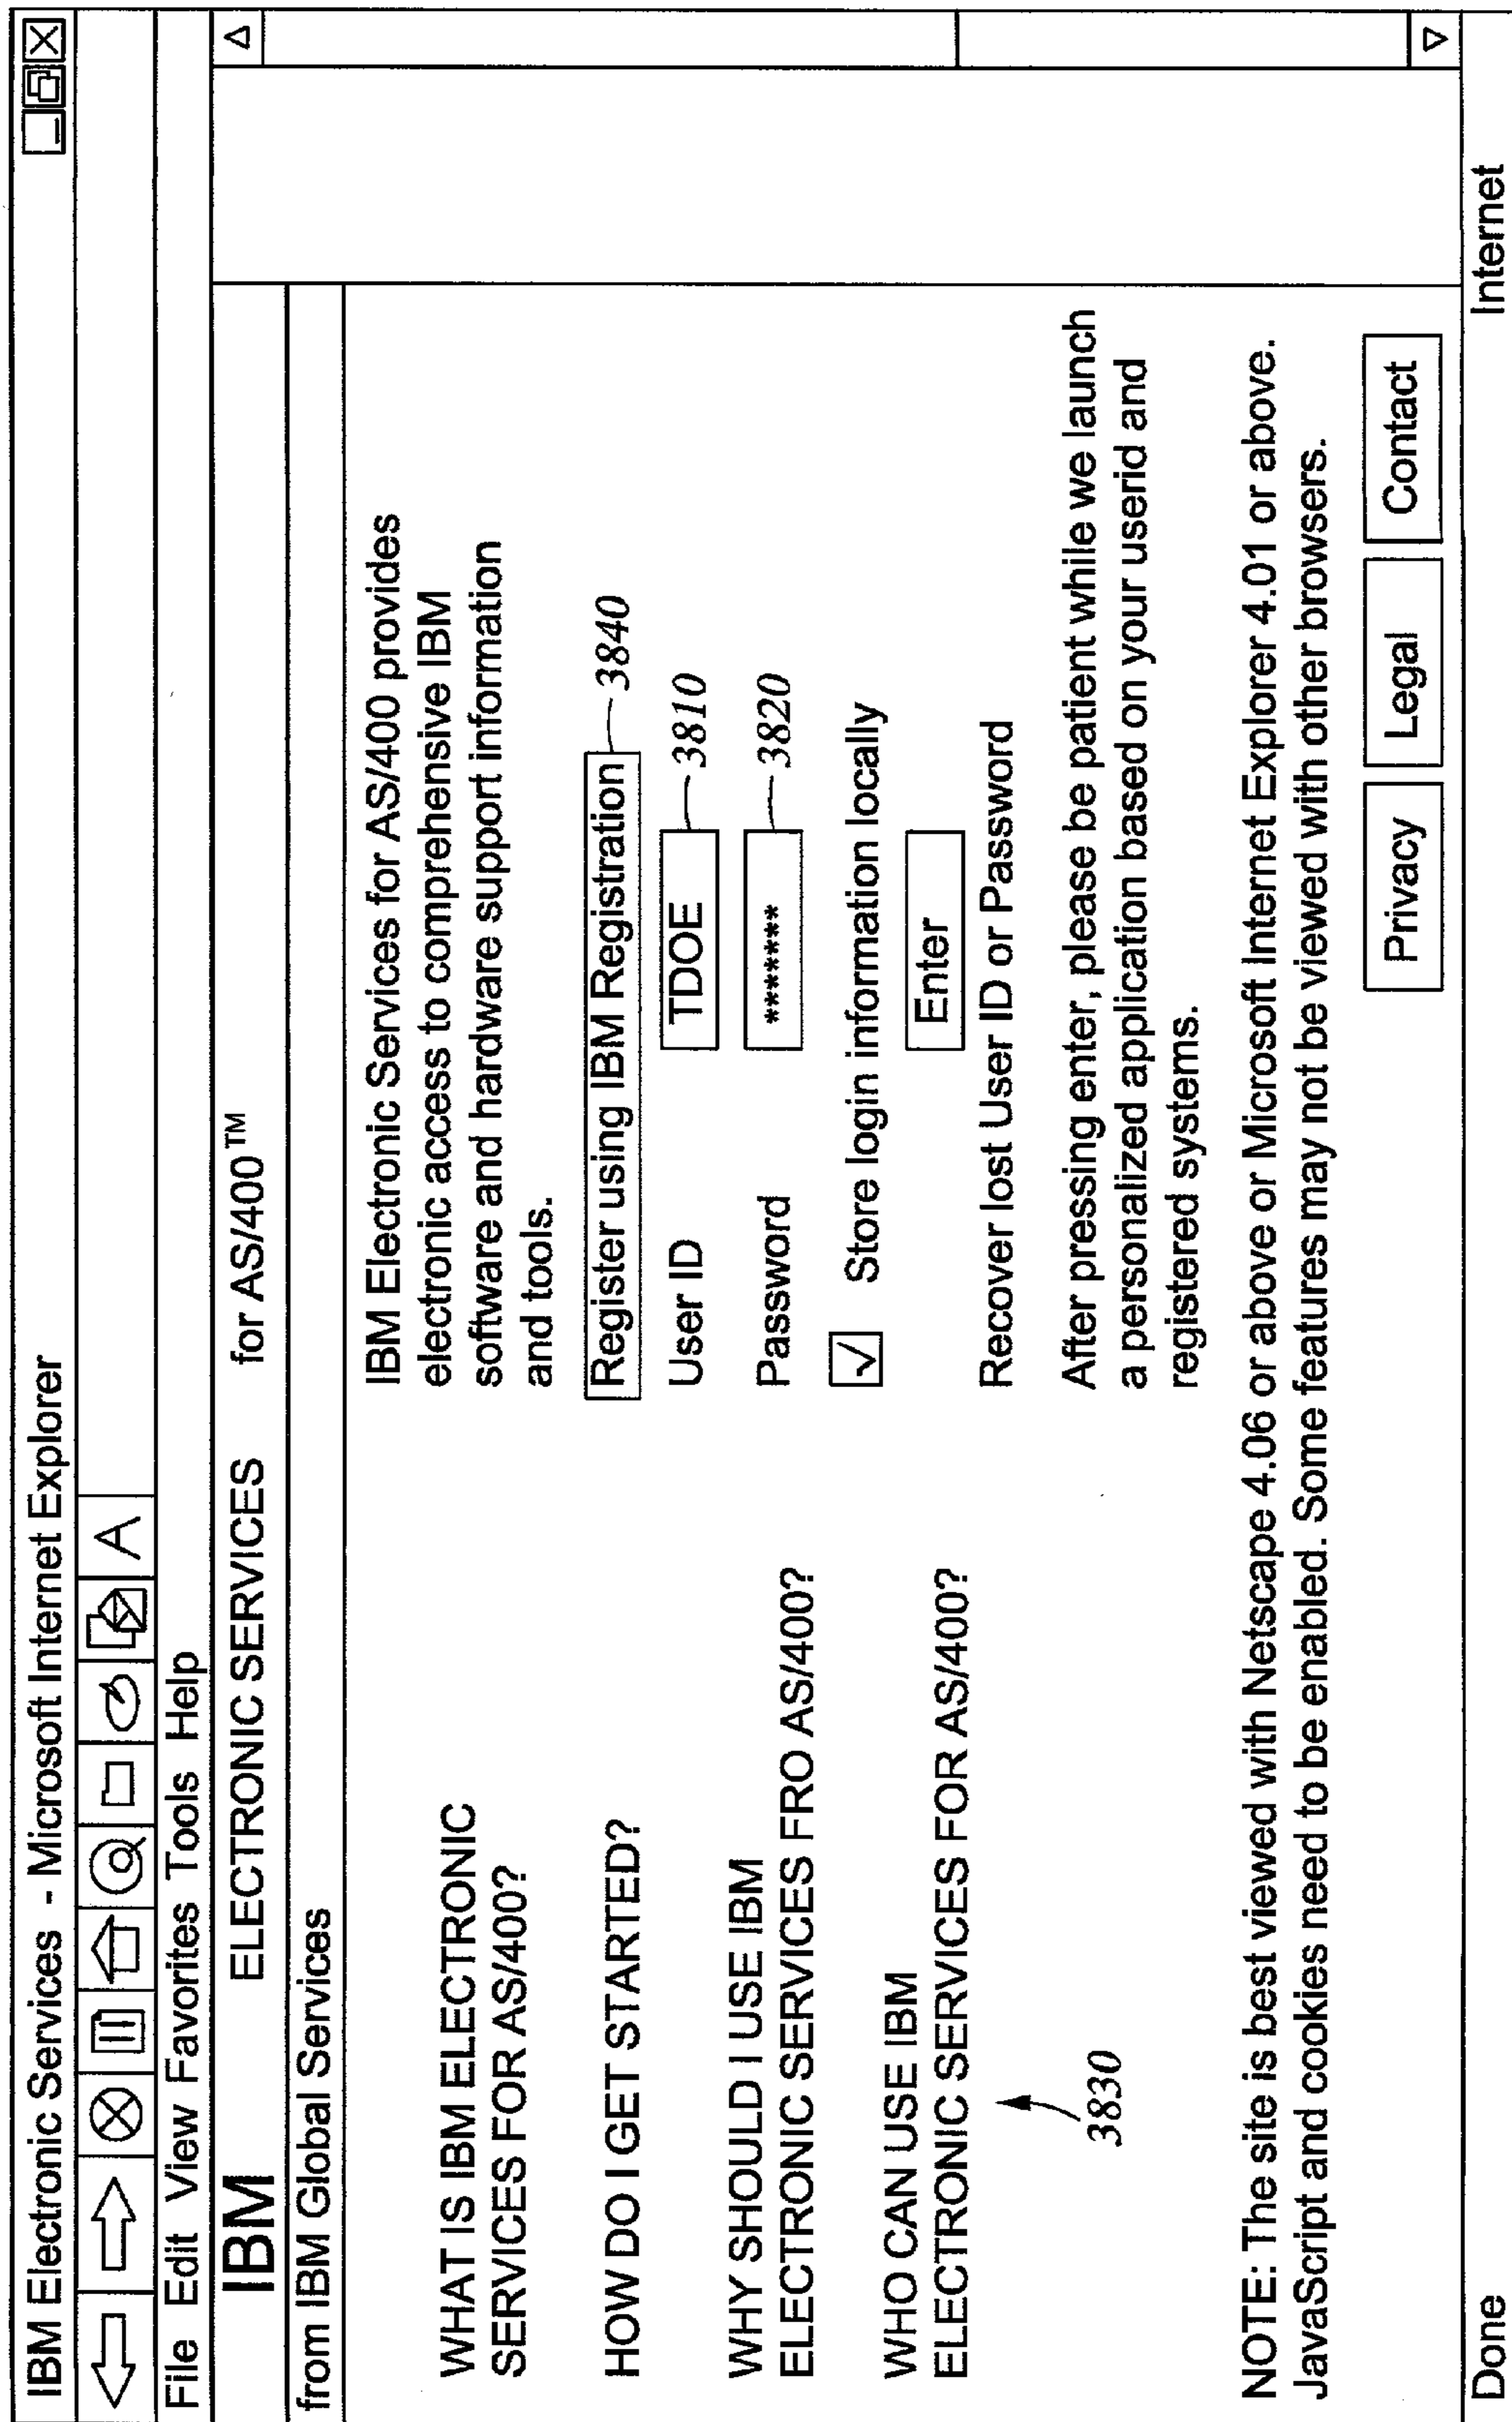 IBM Electronic Services - Microsoft Internet Explorer
A
File Edit View Favorites Tools Help
IBM ELECTRONIC SERVICES for AS/400™
from IBM Global Services
WHAT IS IBM ELECTRONIC
SERVICES FOR AS/400?
HOW DO I GET STARTED?
WHY SHOULD I USE IBM
ELECTRONIC SERVICES FRO AS/400?
WHO CAN USE IBM
ELECTRONIC SERVICES FOR AS/400?
3830
IBM Electronic Services for AS/400 provides
electronic access to comprehensive IBM
software and hardware support information
and tools.
Register using IBM Registration 3840
User ID TDOE 3810
Password ******* 3820
Store login information locally
Enter
Recover lost User ID or Password
After pressing enter, please be patient while we launch
a personalized application based on your userid and
registered systems.
NOTE: The site is best viewed with Netscape 4.06 or above or Microsoft Internet Explorer 4.01 or above.
JavaScript and cookies need to be enabled. Some features may not be viewed with other browsers.
Privacy Legal Contact
Done Internet